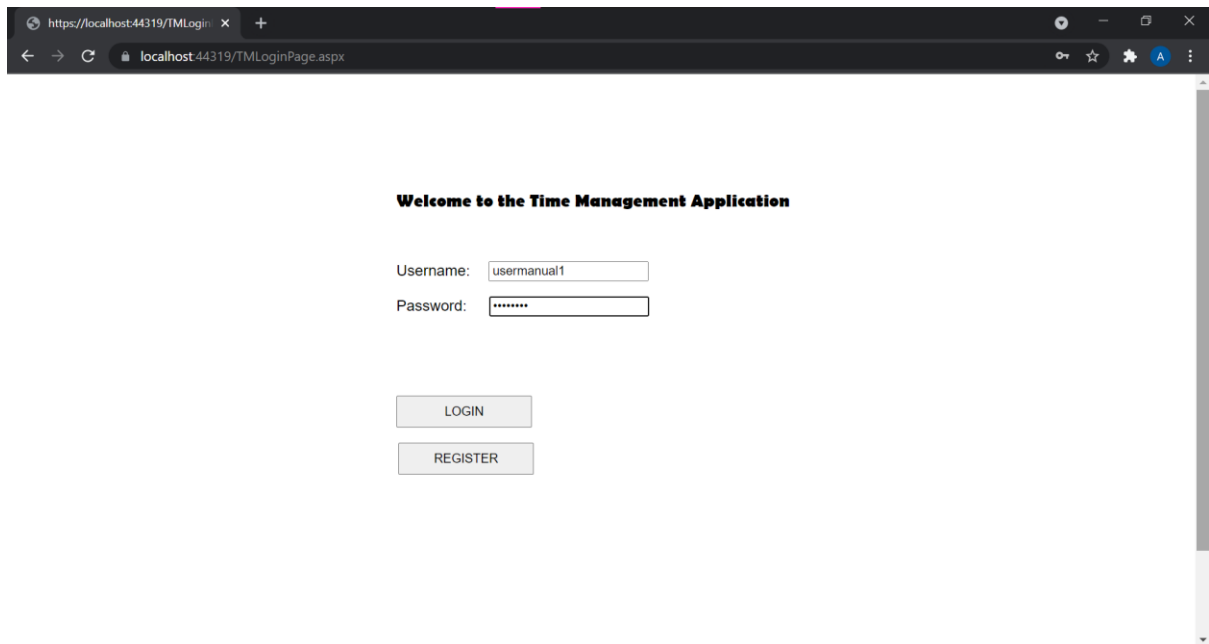 https://localhost:44319/TMLogin
localhost:44319/TMLoginPage.aspx
A
Welcome to the Time Management Application
Username: usermanual1
Password: ••••••••
LOGIN
REGISTER